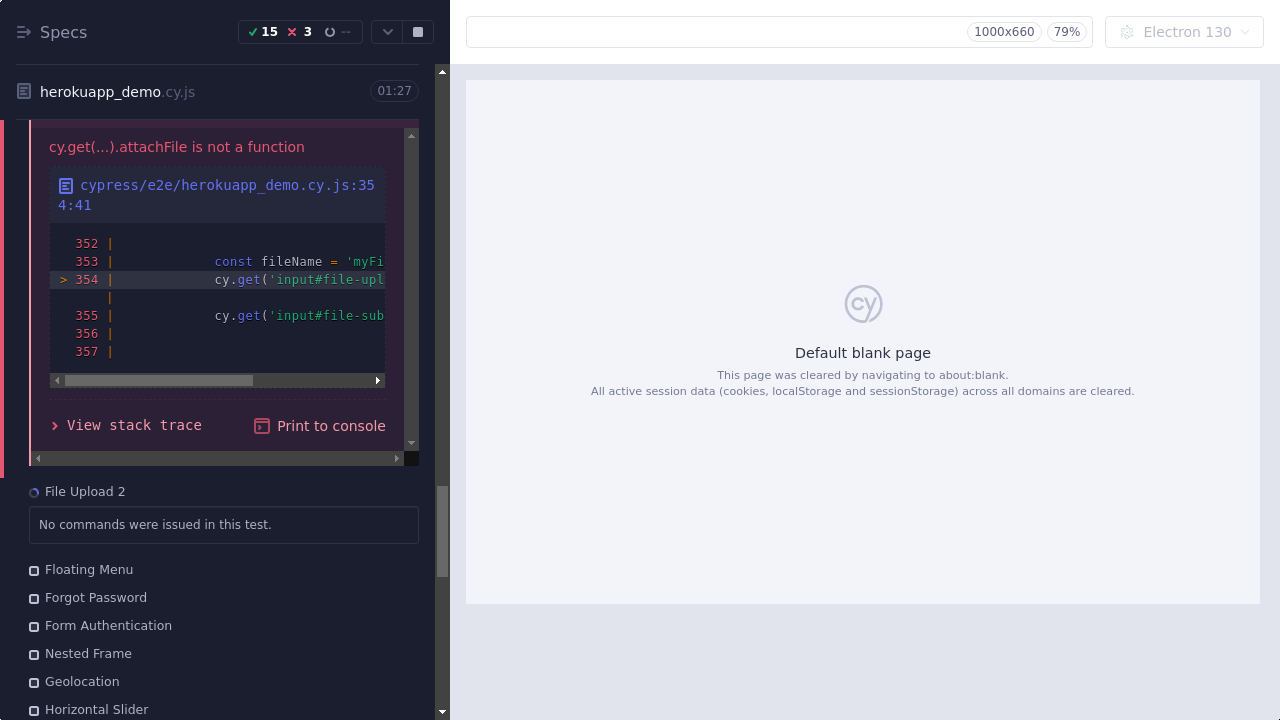 Specs
15 3 --
1000x660 79%
Electron 130
herokuapp_demo.cy.js
01:27
cy.get(...).attachFile is not a function
cypress/e2e/herokuapp_demo.cy.js:35
4:41
352 |
353 | const fileName = 'myFi
> 354 | cy.get('input#file-upl
|
355 | cy.get('input#file-sub
356 |
357 |
View stack trace
Print to console
File Upload 2
No commands were issued in this test.
Floating Menu
Forgot Password
Form Authentication
Nested Frame
Geolocation
Horizontal Slider
cy
Default blank page
This page was cleared by navigating to about:blank.
All active session data (cookies, localStorage and sessionStorage) across all domains are cleared.